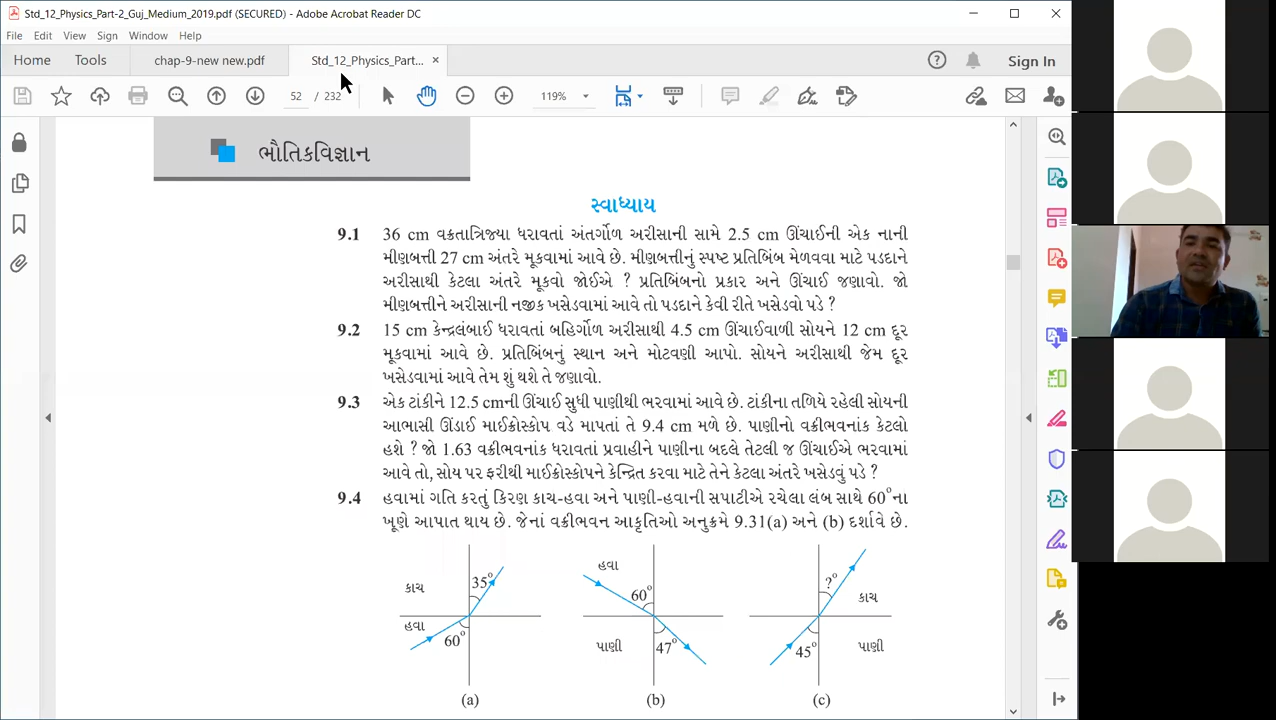 Std_12_Physics_Part-2_Guj_Medium_2019.pdf (SECURED) - Adobe Acrobat Reader DC
File Edit View Sign Window Help
Home Tools chap-9-new new.pdf Std_12_Physics_Part... × Sign In
52 / 232 119%
ભૌતિકવિજ્ઞાન
સ્વાધ્યાય
9.1 36 cm વક્રતાત્રિજ્યા ધરાવતાં અંતર્ગોળ અરીસાની સામે 2.5 cm ઊંચાઈની એક નાની
મીણબત્તી 27 cm અંતરે મૂકવામાં આવે છે. મીણબત્તીનું સ્પષ્ટ પ્રતિબિંબ મેળવવા માટે પડદાને
અરીસાથી કેટલા અંતરે મૂકવો જોઈએ ? પ્રતિબિંબનો પ્રકાર અને ઊંચાઈ જણાવો. જો
મીણબત્તીને અરીસાની નજીક ખસેડવામાં આવે તો પડદાને કેવી રીતે ખસેડવો પડે ?
9.2 15 cm કેન્દ્રલંબાઈ ધરાવતાં બહિર્ગોળ અરીસાથી 4.5 cm ઊંચાઈવાળી સોયને 12 cm દૂર
મૂકવામાં આવે છે. પ્રતિબિંબનું સ્થાન અને મોટવણી આપો. સોયને અરીસાથી જેમ દૂર
ખસેડવામાં આવે તેમ શું થશે તે જણાવો.
9.3 એક ટાંકીને 12.5 cmની ઊંચાઈ સુધી પાણીથી ભરવામાં આવે છે. ટાંકીના તળિયે રહેલી સોયની
આભાસી ઊંડાઈ માઈક્રોસ્કોપ વડે માપતાં તે 9.4 cm મળે છે. પાણીનો વક્રીભવનાંક કેટલો
હશે ? જો 1.63 વક્રીભવનાંક ધરાવતાં પ્રવાહીને પાણીના બદલે તેટલી જ ઊંચાઈએ ભરવામાં
આવે તો, સોય પર ફરીથી માઈક્રોસ્કોપને કેન્દ્રિત કરવા માટે તેને કેટલા અંતરે ખસેડવું પડે ?
9.4 હવામાં ગતિ કરતું કિરણ કાચ-હવા અને પાણી-હવાની સપાટીએ રચેલા લંબ સાથે 60°ના
ખૂણે આપાત થાય છે. જેનાં વક્રીભવન આકૃતિઓ અનુક્રમે 9.31(a) અને (b) દર્શાવે છે.
કાચ 35° હવા 60° (a)
હવા 60° પાણી 47° (b)
?° કાચ 45° પાણી (c)